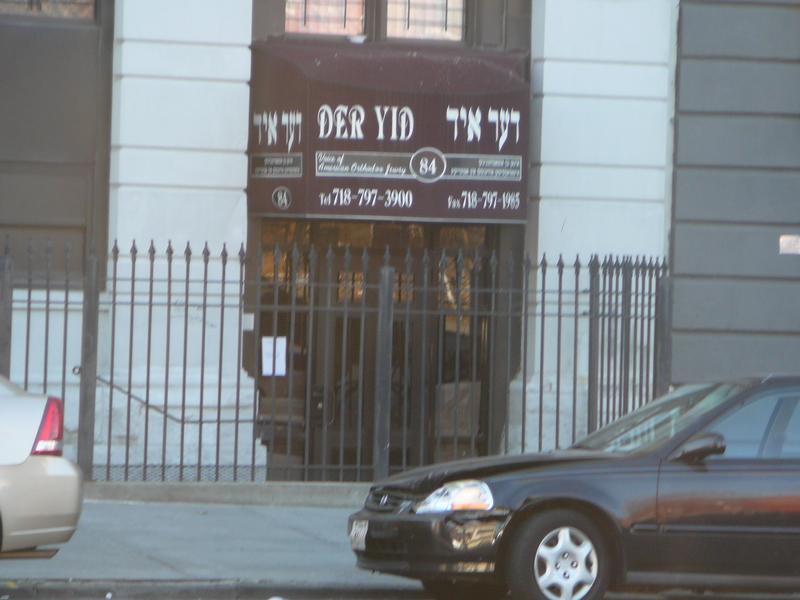 דער איד
DER YID
דער איד
Voice of
American Orthodox Jewry
84
84
Tel 718-797-3900
Fax 718-797-1985